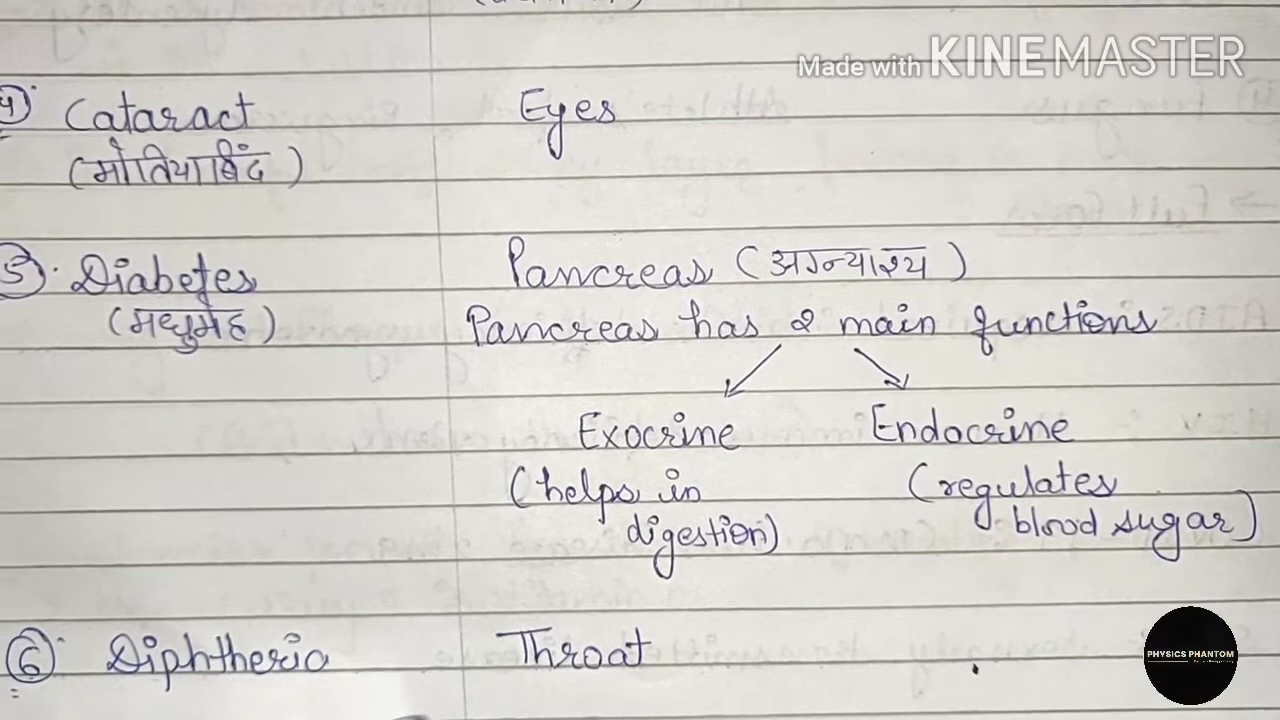 Made with KINEMASTER
4 Cataract Eyes
(मोतियाबिंद)
5. Diabetes Pancreas (अग्न्याश्य)
(मधुमेह) Pancreas has 2 main functions
Exocrine Endocrine
(helps in (regulates
digestion) blood sugar)
6. Diphtheria Throat
PHYSICS PHANTOM